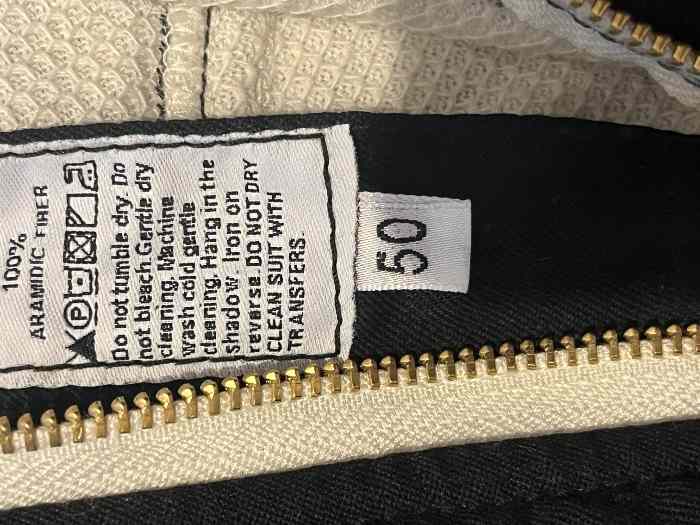 100%
ARAMIDIC FIBER
P
Do not tumble dry. Do
not bleach. Gentle dry
cleaning. Machine
wash cold gentle
cleaning. Hang in the
shadow. Iron on
reverse. DO NOT DRY
CLEAN SUIT WITH
TRANSFERS.
50